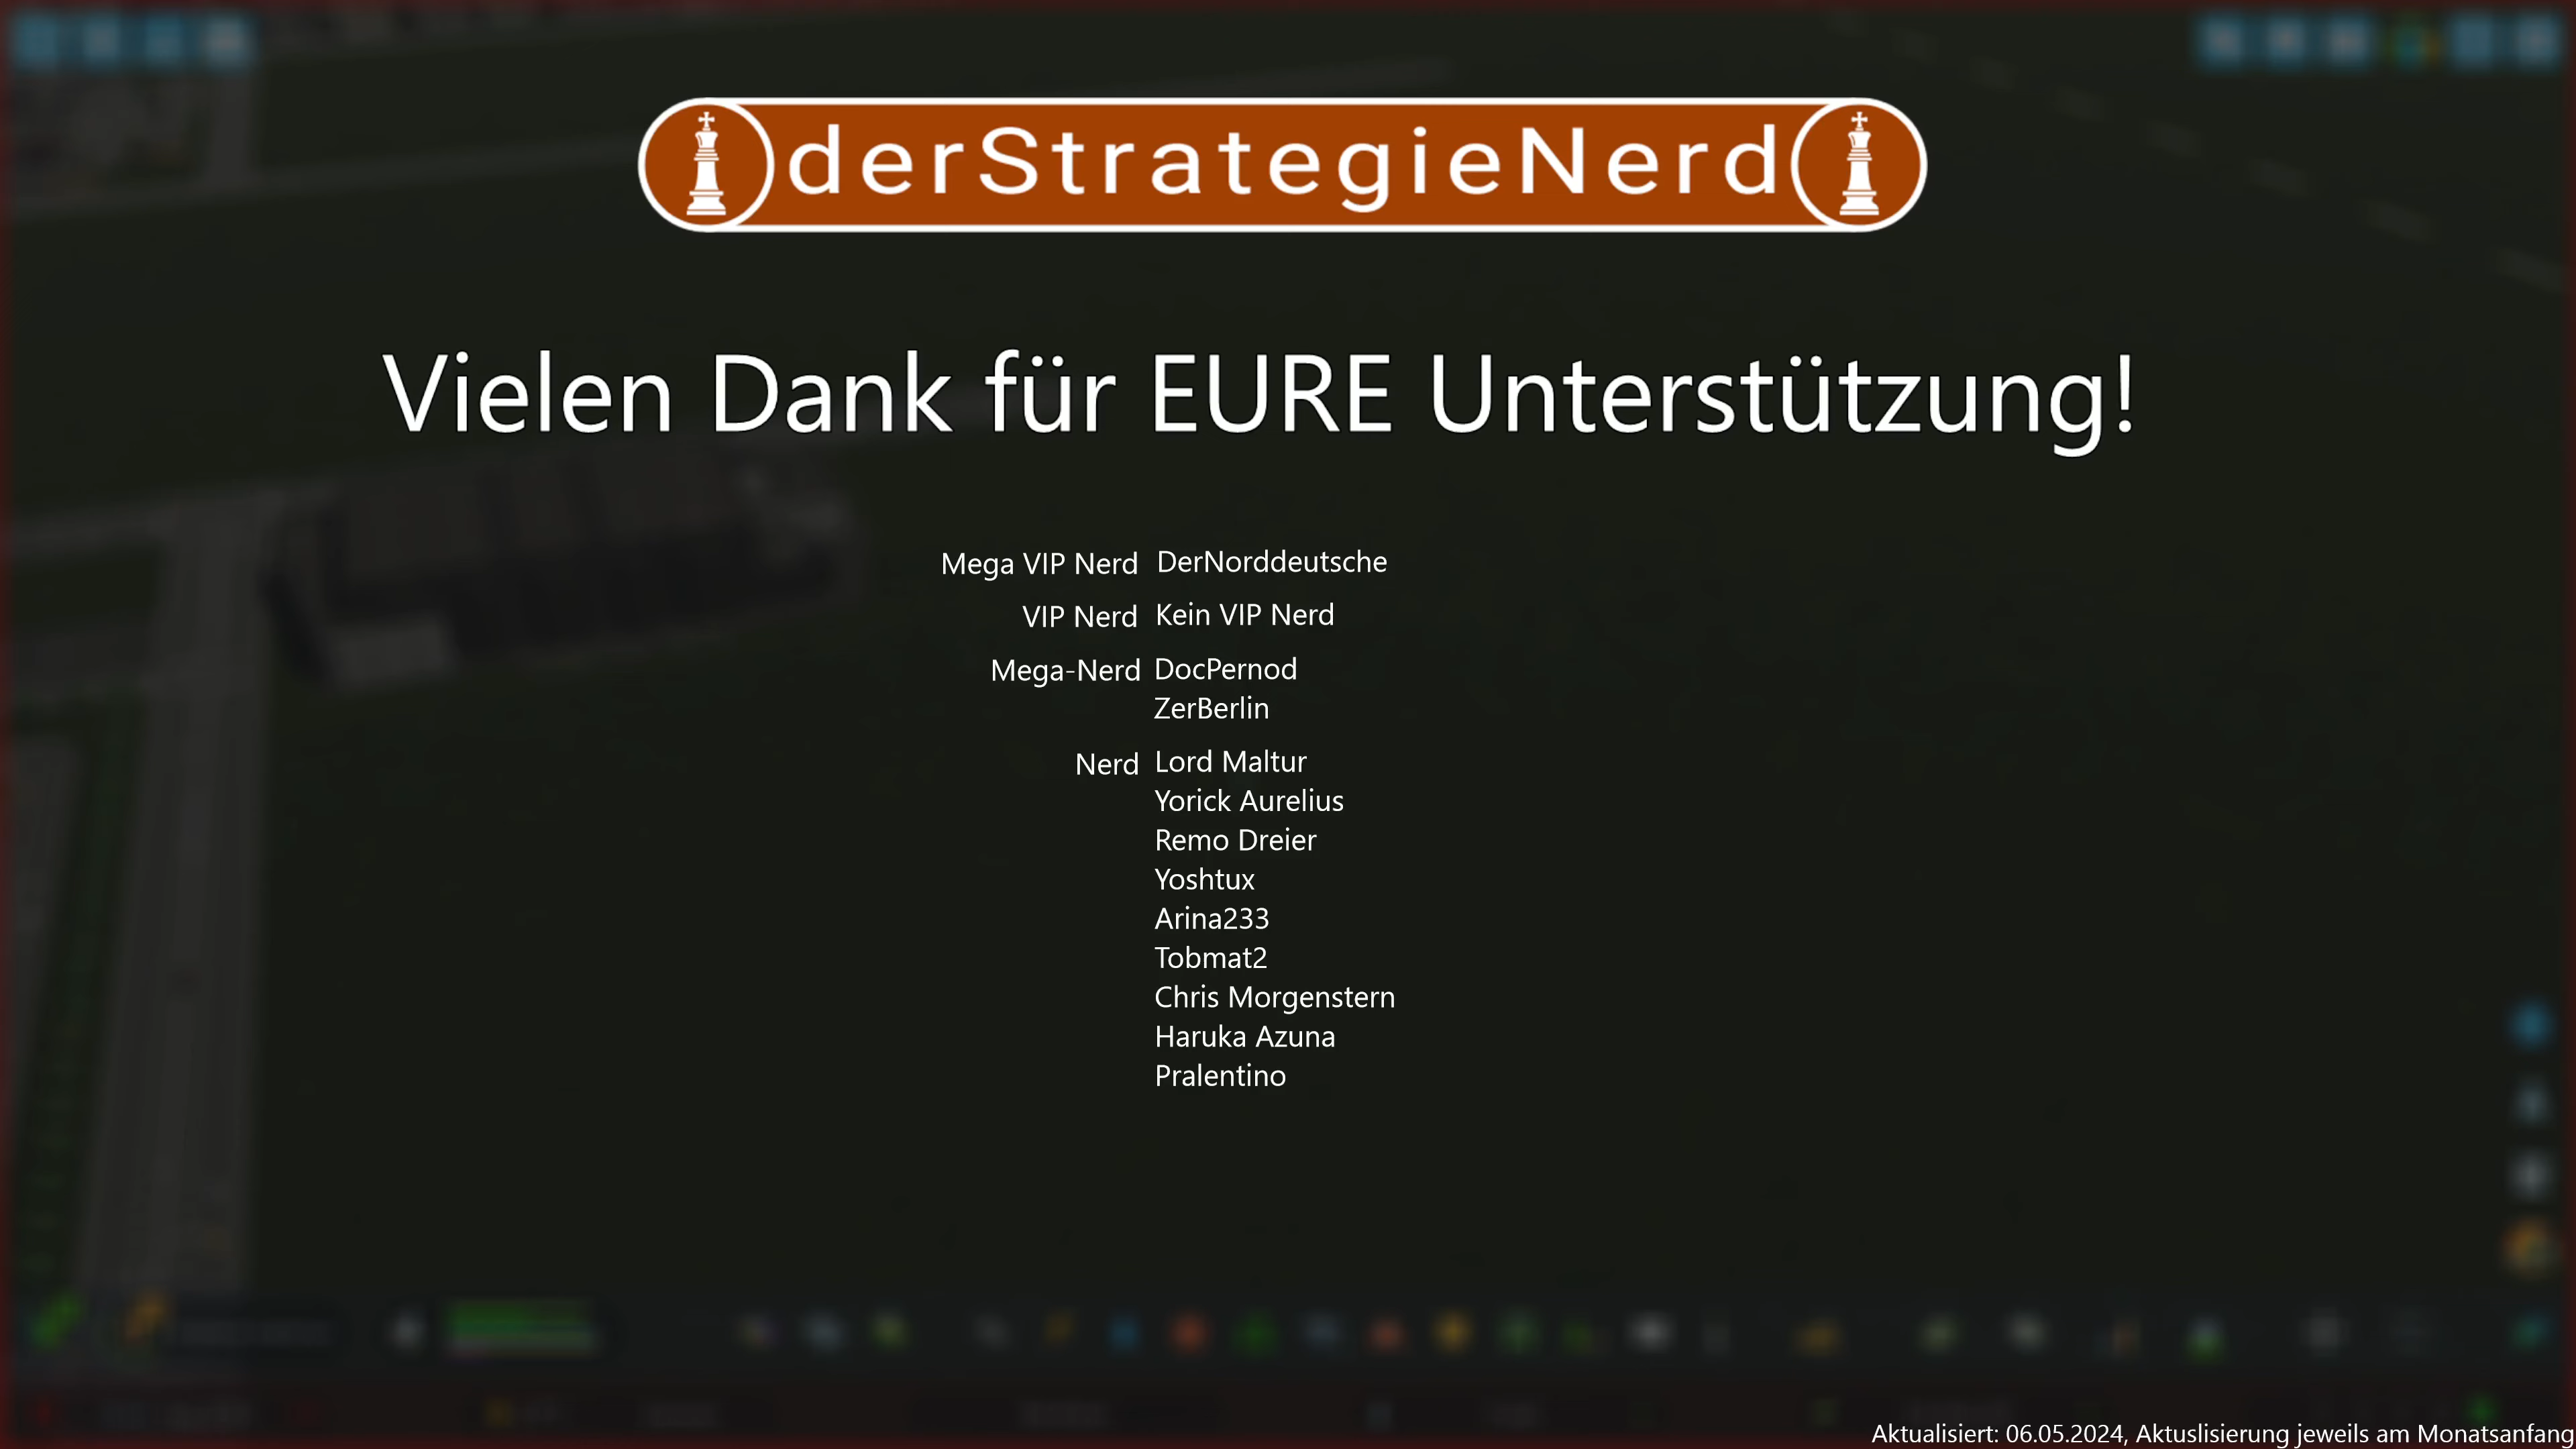 derStrategieNerd
Vielen Dank für EURE Unterstützung!
Mega VIP Nerd DerNorddeutsche
VIP Nerd Kein VIP Nerd
Mega-Nerd DocPernod
ZerBerlin
Nerd Lord Maltur
Yorick Aurelius
Remo Dreier
Yoshtux
Arina233
Tobmat2
Chris Morgenstern
Haruka Azuna
Pralentino
Aktualisiert: 06.05.2024, Aktuslisierung jeweils am Monatsanfang